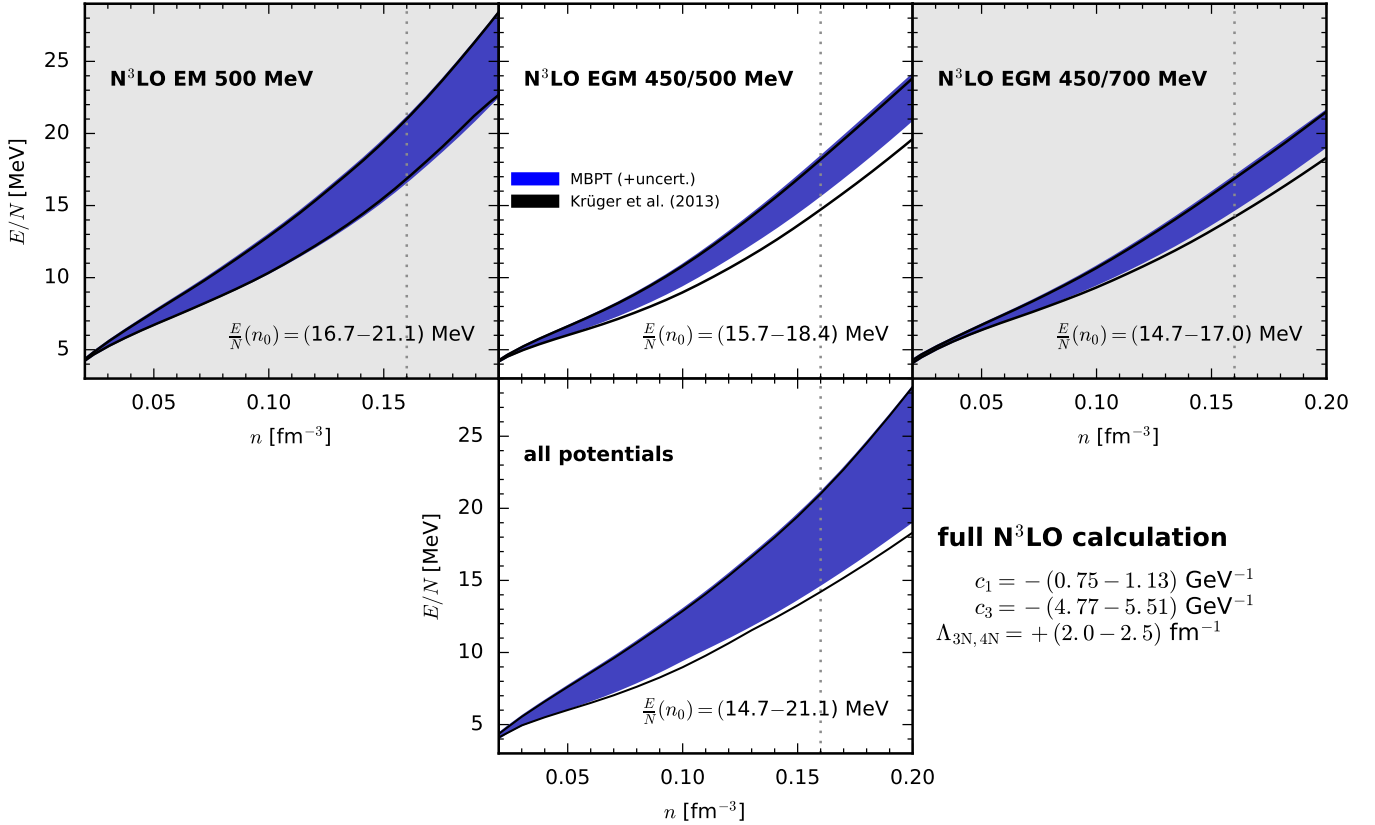 N³LO EM 500 MeV
N³LO EGM 450/500 MeV
N³LO EGM 450/700 MeV
E/N [MeV]
25
20
15
10
5
MBPT (+uncert.)
Krüger et al. (2013)
E/N (n₀) = (16.7−21.1) MeV
E/N (n₀) = (15.7−18.4) MeV
E/N (n₀) = (14.7−17.0) MeV
0.05 0.10 0.15
0.05 0.10 0.15 0.20
n [fm⁻³]
n [fm⁻³]
all potentials
E/N [MeV]
25
20
15
10
5
E/N (n₀) = (14.7−21.1) MeV
0.05 0.10 0.15 0.20
n [fm⁻³]
full N³LO calculation
c₁ = −(0.75 − 1.13) GeV⁻¹
c₃ = −(4.77 − 5.51) GeV⁻¹
Λ₃N,₄N = +(2.0 − 2.5) fm⁻¹